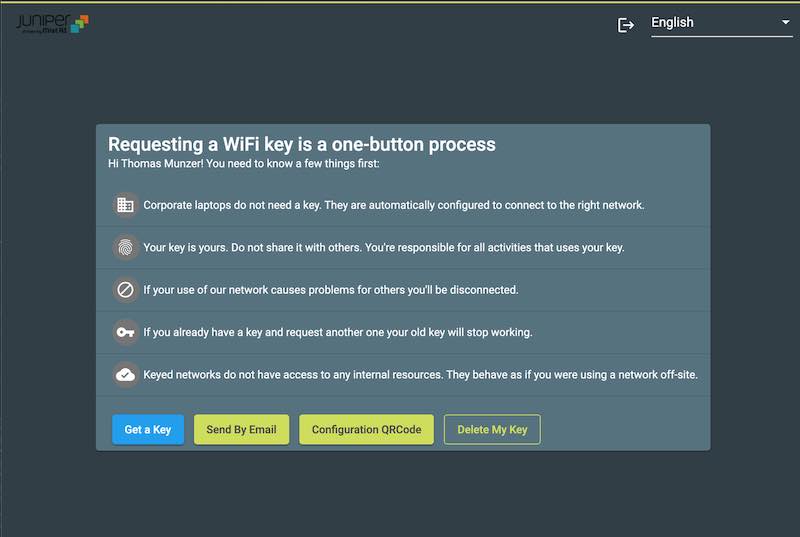 Juniper
driven by Mist AI
English
Requesting a WiFi key is a one-button process
Hi Thomas Munzer! You need to know a few things first:
Corporate laptops do not need a key. They are automatically configured to connect to the right network.
Your key is yours. Do not share it with others. You're responsible for all activities that uses your key.
If your use of our network causes problems for others you'll be disconnected.
If you already have a key and request another one your old key will stop working.
Keyed networks do not have access to any internal resources. They behave as if you were using a network off-site.
Get a Key
Send By Email
Configuration QRCode
Delete My Key